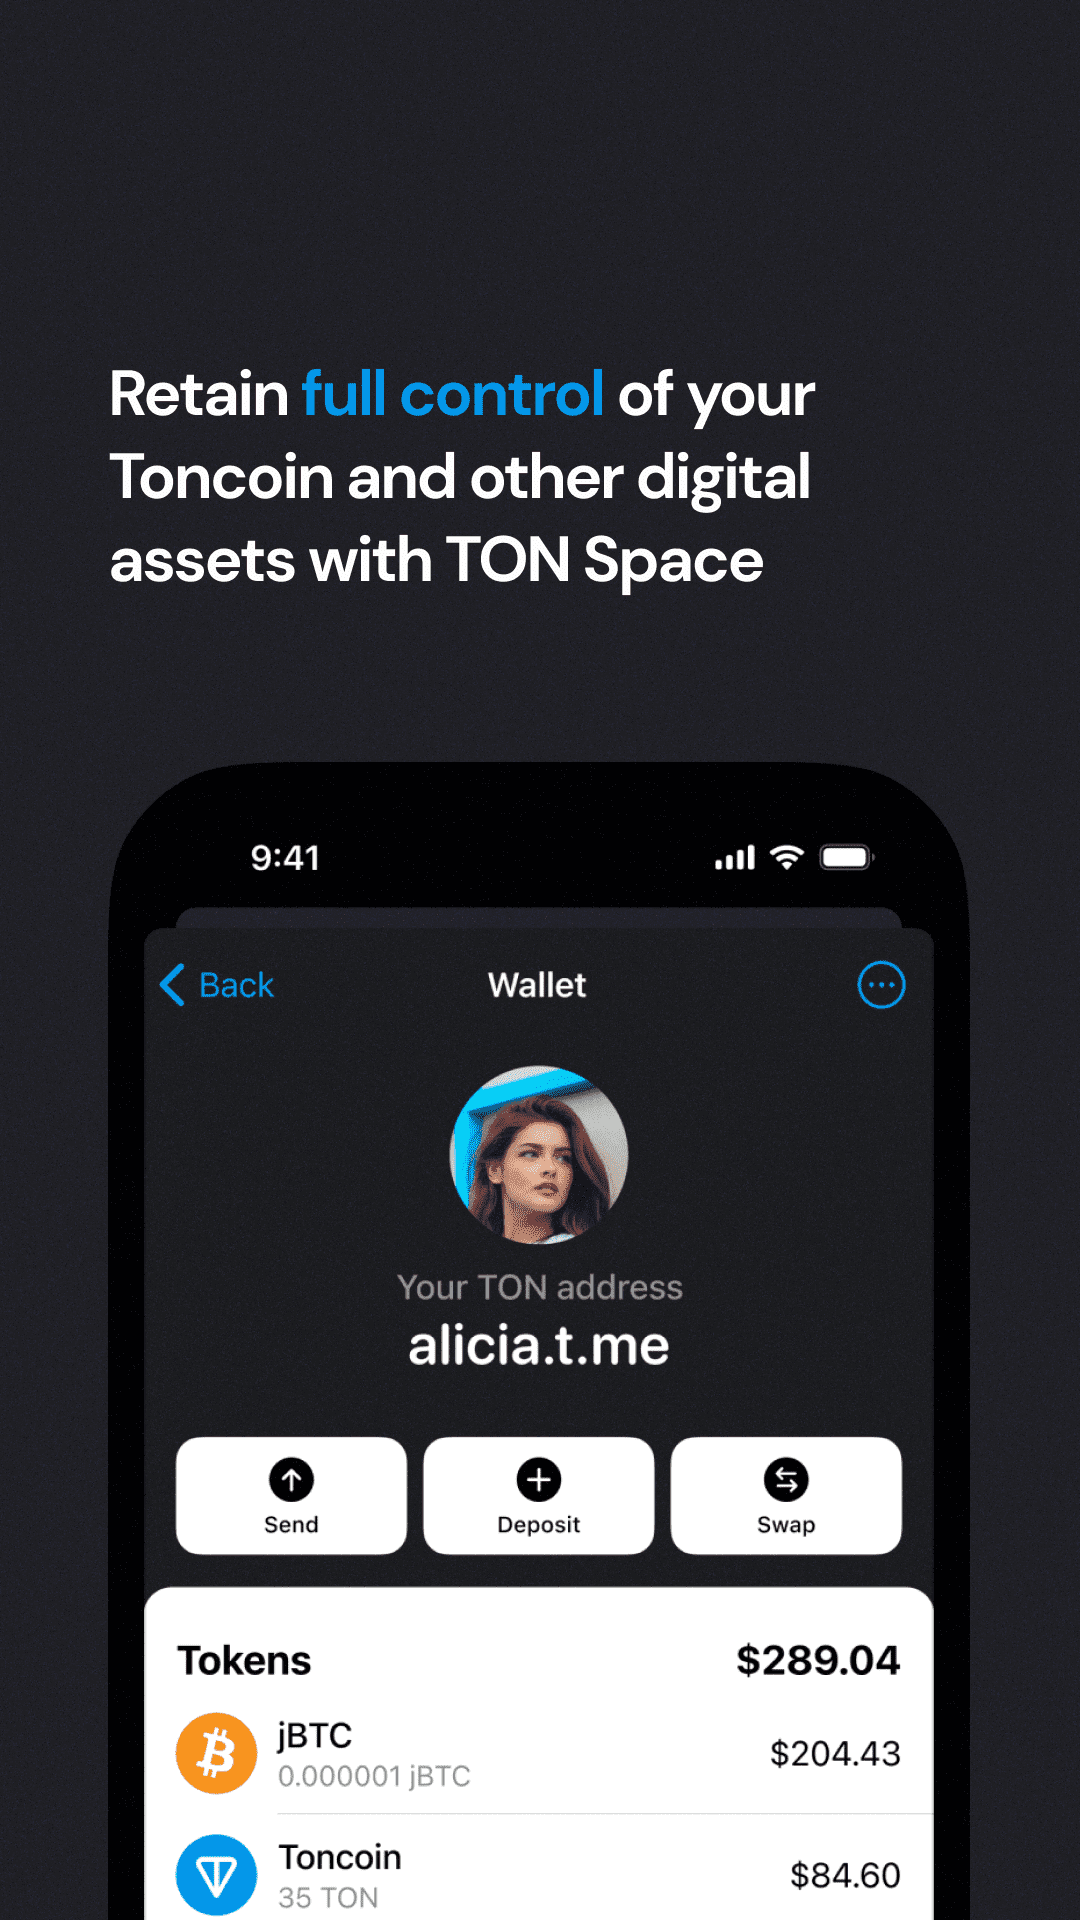 Retain full control of your
Toncoin and other digital
assets with TON Space
9:41
Back
Wallet
Your TON address
alicia.t.me
Send
Deposit
Swap
Tokens
$289.04
jBTC
0.000001 jBTC
$204.43
Toncoin
35 TON
$84.60